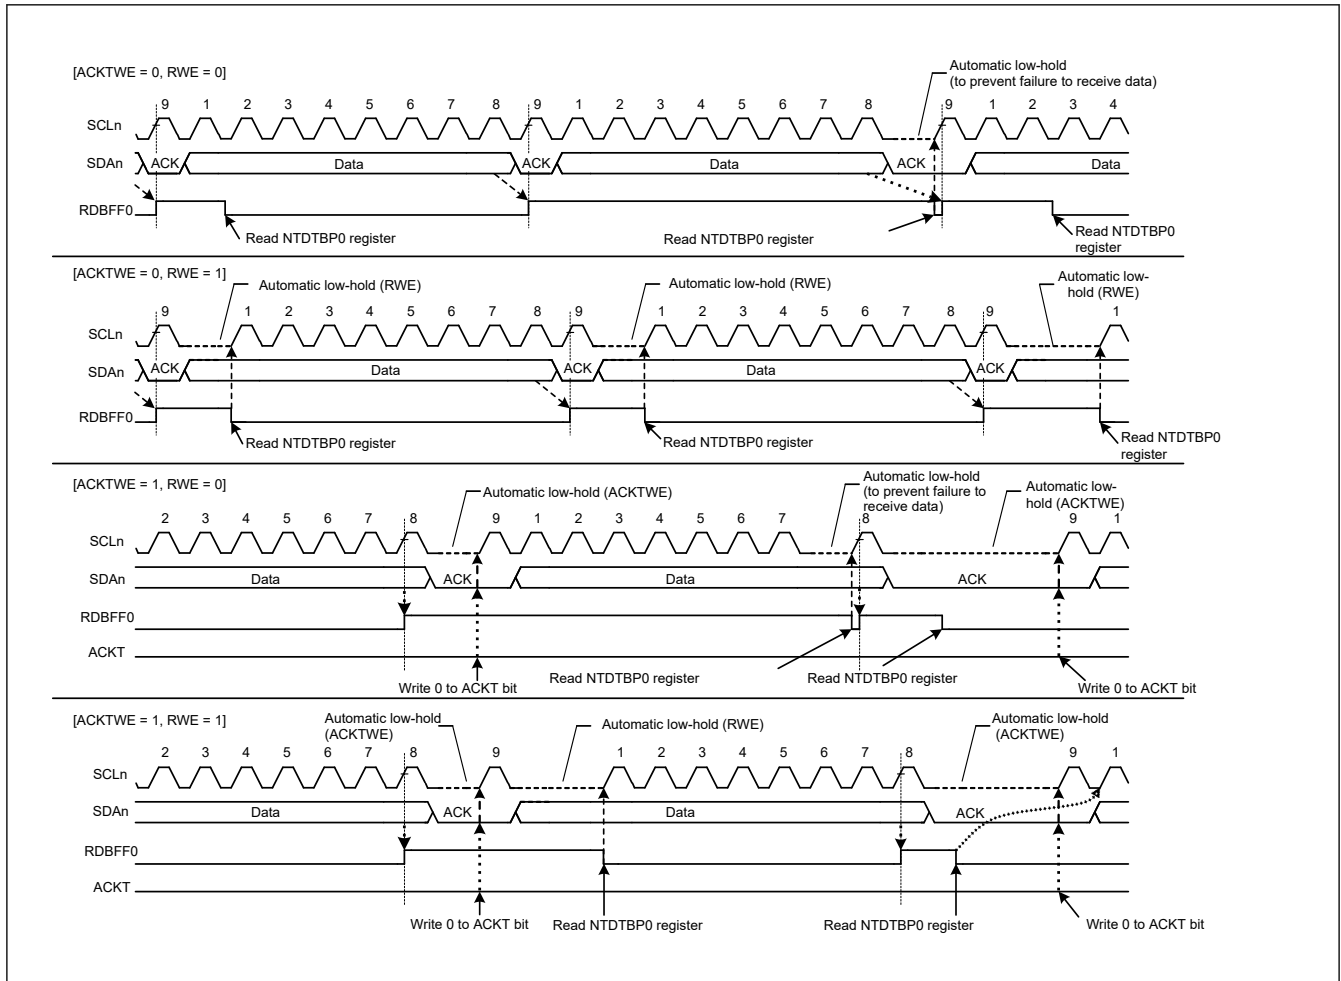 [ACKTWE = 0, RWE = 0]
Automatic low-hold
(to prevent failure to receive data)
9 1 2 3 4 5 6 7 8 9 1 2 3 4 5 6 7 8 9 1 2 3 4
SCLn
SDAn ACK Data ACK Data ACK Data
RDBFF0
Read NTDTBP0 register
Read NTDTBP0 register
Read NTDTBP0
register
[ACKTWE = 0, RWE = 1]
Automatic low-hold (RWE)
Automatic low-hold (RWE)
Automatic low-
hold (RWE)
9 1 2 3 4 5 6 7 8 9 1 2 3 4 5 6 7 8 9 1
SCLn
SDAn ACK Data ACK Data ACK
RDBFF0
Read NTDTBP0 register
Read NTDTBP0 register
Read NTDTBP0
register
[ACKTWE = 1, RWE = 0]
Automatic low-hold (ACKTWE)
Automatic low-hold
(to prevent failure to
receive data)
Automatic low-
hold (ACKTWE)
2 3 4 5 6 7 8 9 1 2 3 4 5 6 7 8 9 1
SCLn
SDAn Data ACK Data ACK
RDBFF0
ACKT
Write 0 to ACKT bit
Read NTDTBP0 register
Read NTDTBP0 register
Write 0 to ACKT bit
[ACKTWE = 1, RWE = 1]
Automatic low-hold
(ACKTWE)
Automatic low-hold (RWE)
Automatic low-hold
(ACKTWE)
2 3 4 5 6 7 8 9 1 2 3 4 5 6 7 8 9 1
SCLn
SDAn Data ACK Data ACK
RDBFF0
ACKT
Write 0 to ACKT bit
Read NTDTBP0 register
Read NTDTBP0 register
Write 0 to ACKT bit